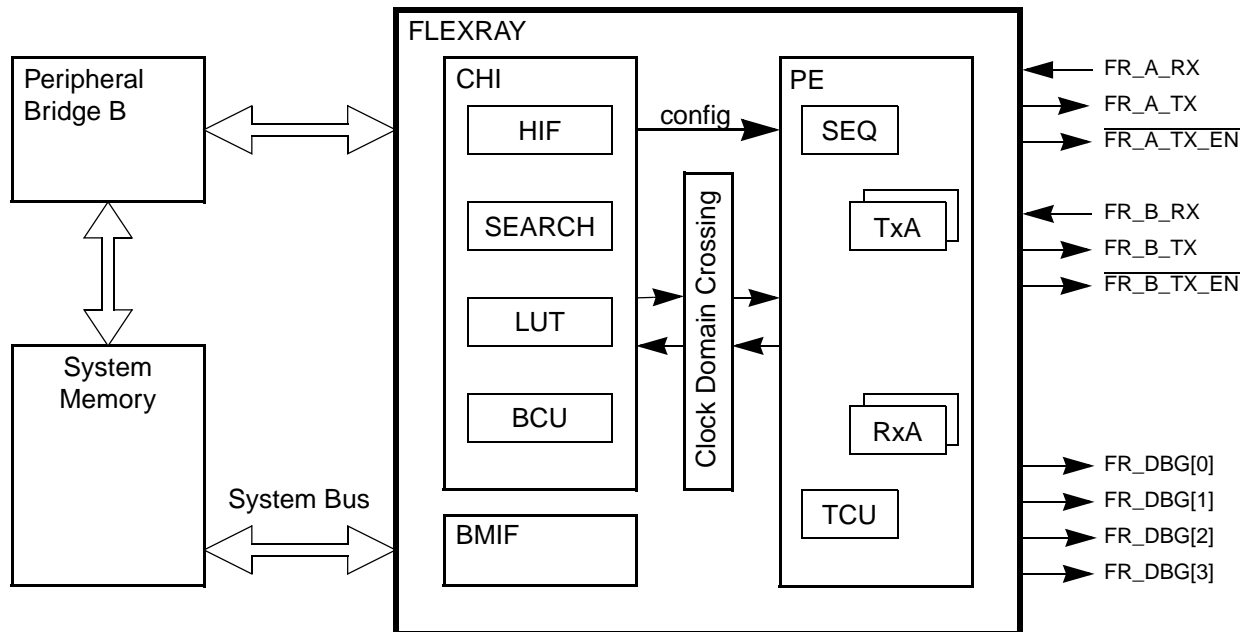 FLEXRAY
Peripheral
Bridge B
CHI
PE
HIF
config
SEQ
SEARCH
TxA
LUT
Clock Domain Crossing
BCU
RxA
System
Memory
System Bus
BMIF
TCU
FR_A_RX
FR_A_TX
FR_A_TX_EN
FR_B_RX
FR_B_TX
FR_B_TX_EN
FR_DBG[0]
FR_DBG[1]
FR_DBG[2]
FR_DBG[3]